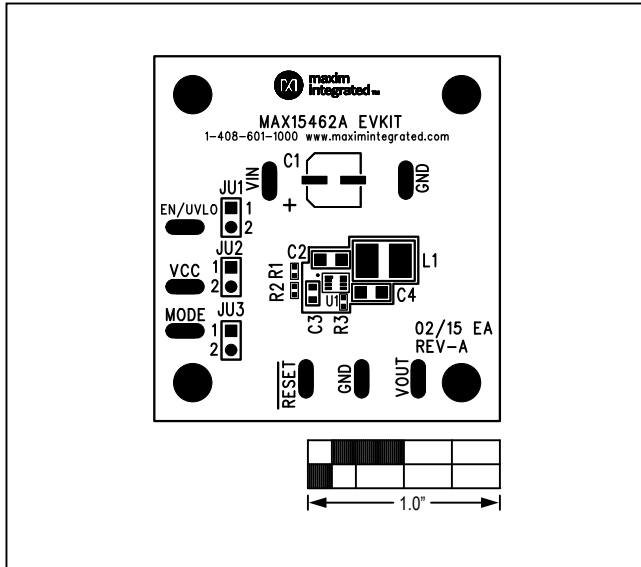 maxim
integrated™
MAX15462A EVKIT
1-408-601-1000 www.maximintegrated.com
C1
VIN
GND
+
JU1
EN/UVLO
1
2
JU2
VCC
1
2
JU3
MODE
1
2
C2
L1
R1
R2
U1
C3
R3
C4
02/15 EA
REV-A
RESET
GND
VOUT
1.0"